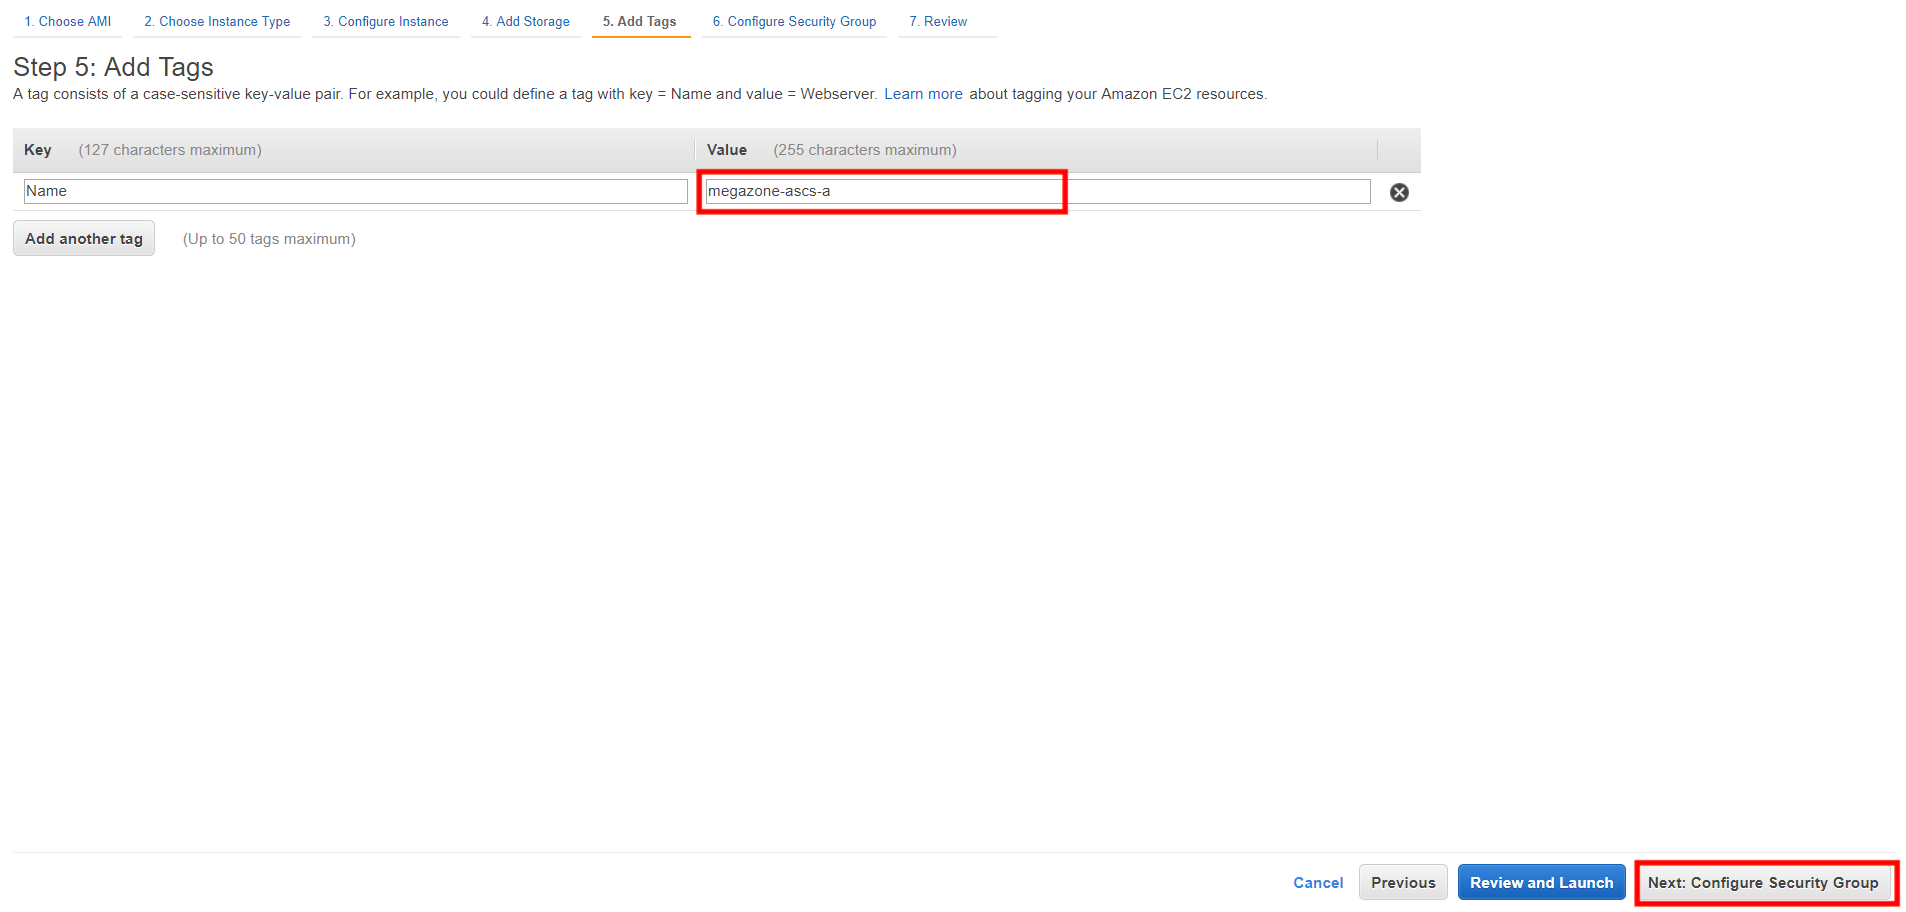 1. Choose AMI 2. Choose Instance Type 3. Configure Instance 4. Add Storage 5. Add Tags 6. Configure Security Group 7. Review
Step 5: Add Tags
A tag consists of a case-sensitive key-value pair. For example, you could define a tag with key = Name and value = Webserver. Learn more about tagging your Amazon EC2 resources.
Key (127 characters maximum) Value (255 characters maximum)
Name megazone-ascs-a
Add another tag (Up to 50 tags maximum)
Cancel Previous Review and Launch Next: Configure Security Group